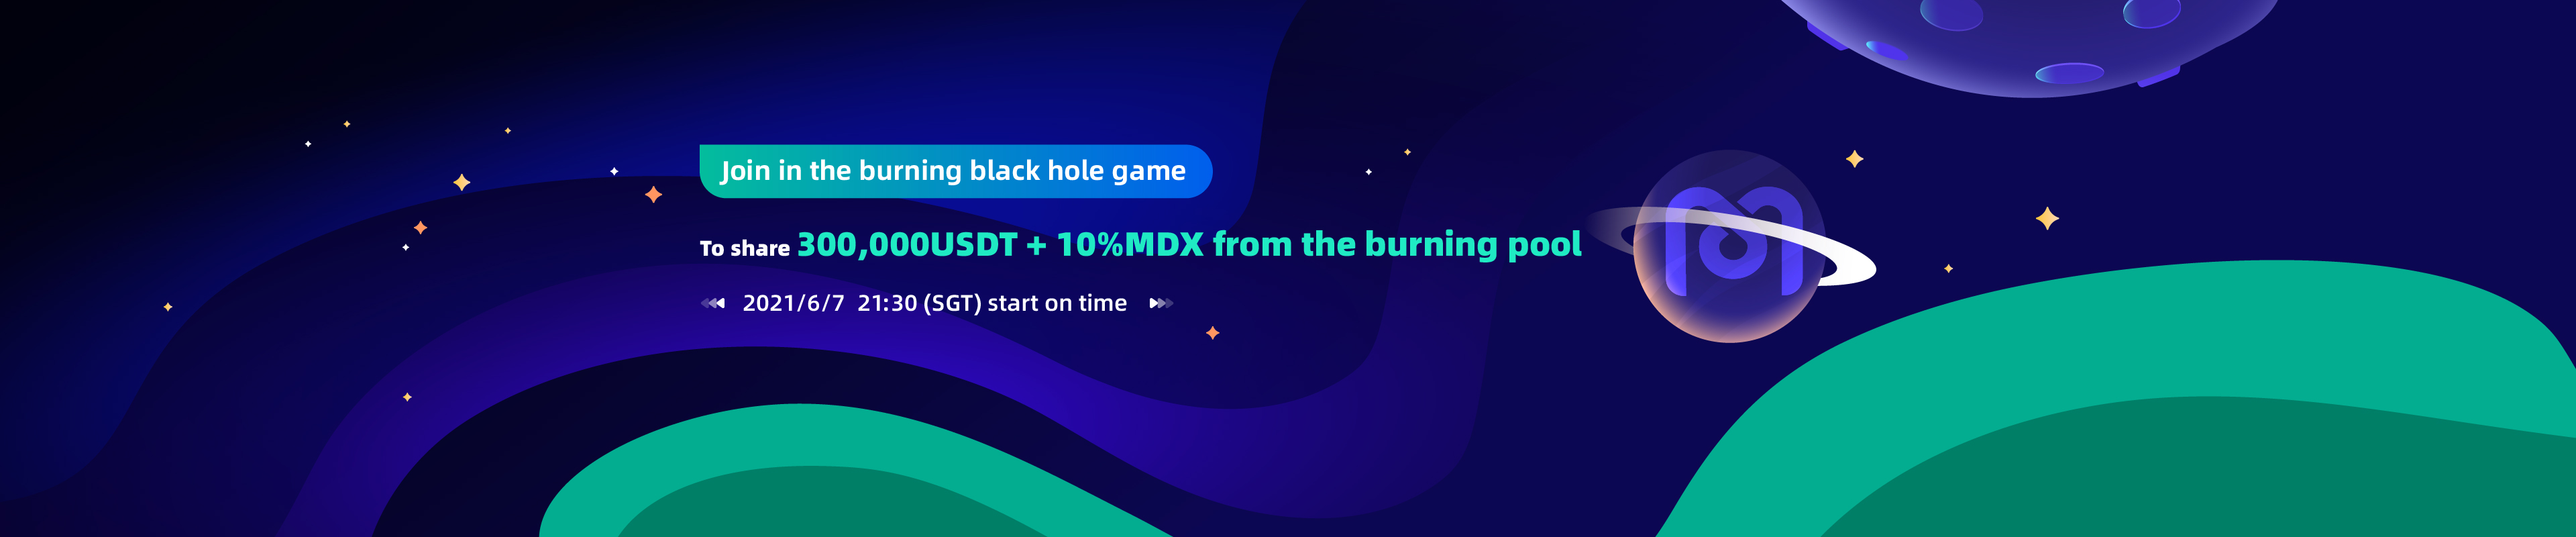 Join in the burning black hole game
To share 300,000USDT + 10%MDX from the burning pool
2021/6/7 21:30 (SGT) start on time